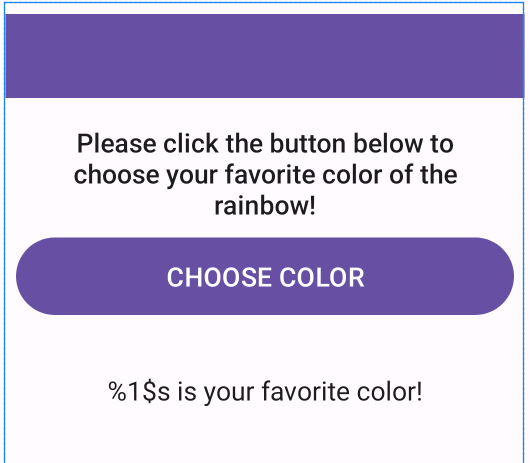 Please click the button below to
choose your favorite color of the
rainbow!
CHOOSE COLOR
%1$s is your favorite color!